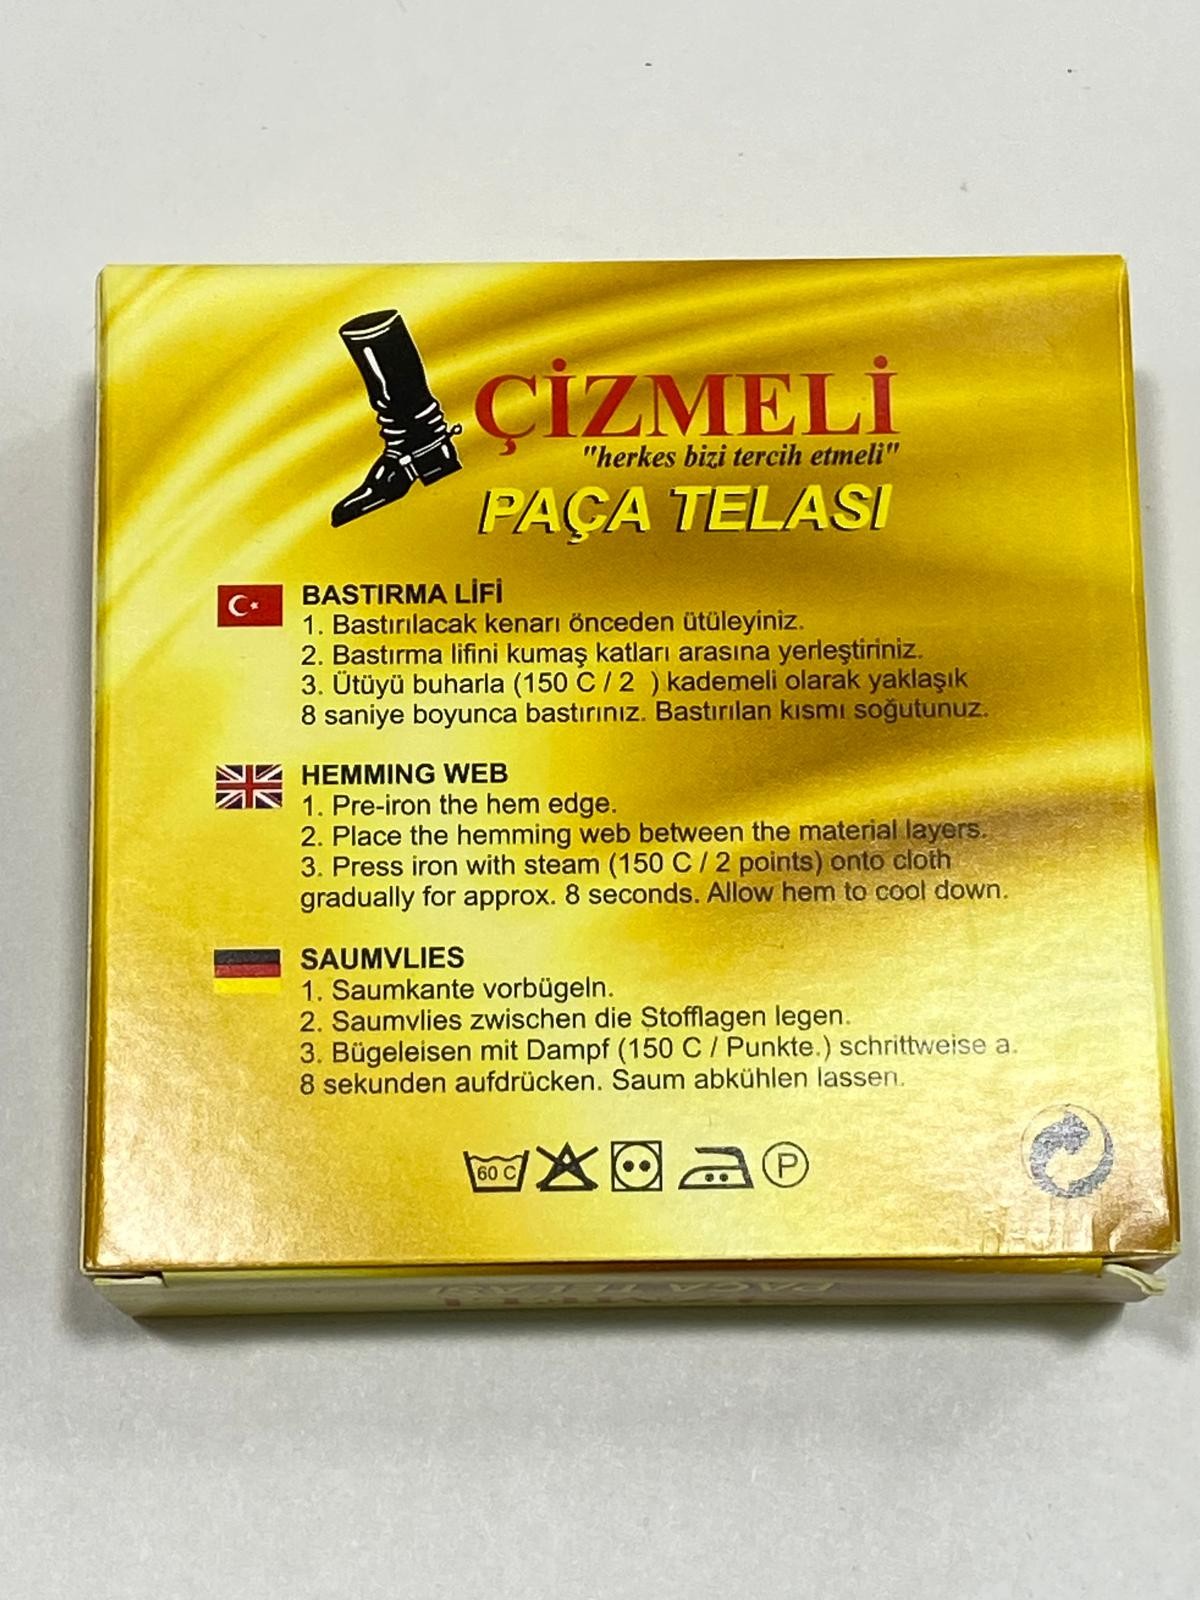 ÇİZMELİ
"herkes bizi tercih etmeli"
PAÇA TELASI
BASTIRMA LİFİ
1. Bastırılacak kenarı önceden ütüleyiniz.
2. Bastırma lifini kumaş katları arasına yerleştiriniz.
3. Ütüyü buharla (150 C / 2 ) kademeli olarak yaklaşık
8 saniye boyunca bastırınız. Bastırılan kısmı soğutunuz.
HEMMING WEB
1. Pre-iron the hem edge.
2. Place the hemming web between the material layers.
3. Press iron with steam (150 C / 2 points) onto cloth
gradually for approx. 8 seconds. Allow hem to cool down.
SAUMVLIES
1. Saumkante vorbügeln.
2. Saumvlies zwischen die Stofflagen legen.
3. Bügeleisen mit Dampf (150 C / Punkte.) schrittweise a.
8 sekunden aufdrücken. Saum abkühlen lassen.
60 C P
PAÇA TELASI